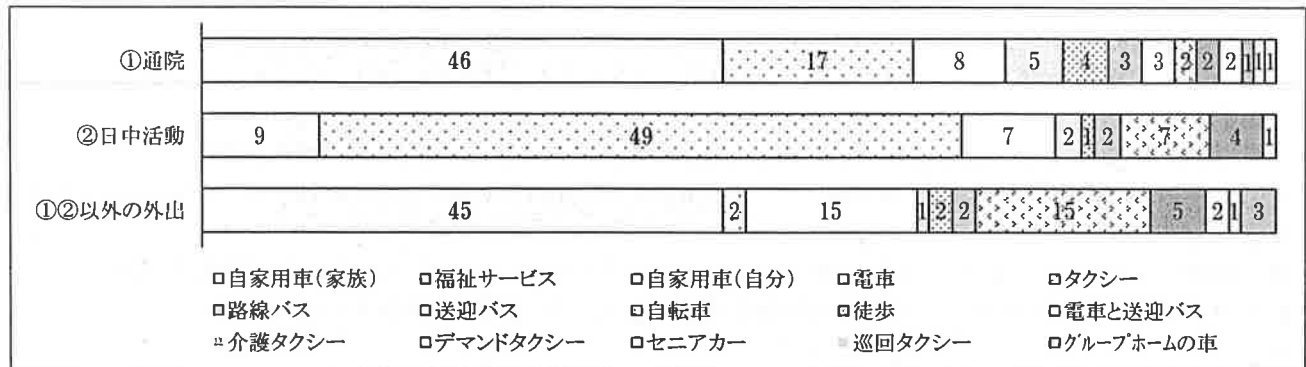 ①通院 46 17 8 5 4 3 3 2 2 2 1 1 1
②日中活動 9 49 7 2 1 2 7 4 1
①②以外の外出 45 2 15 1 2 2 15 5 2 1 3
□自家用車(家族) □福祉サービス □自家用車(自分) □電車 □タクシー
□路線バス □送迎バス □自転車 □徒歩 □電車と送迎バス
□介護タクシー □デマンドタクシー □セニアカー 巡回タクシー □グループホームの車